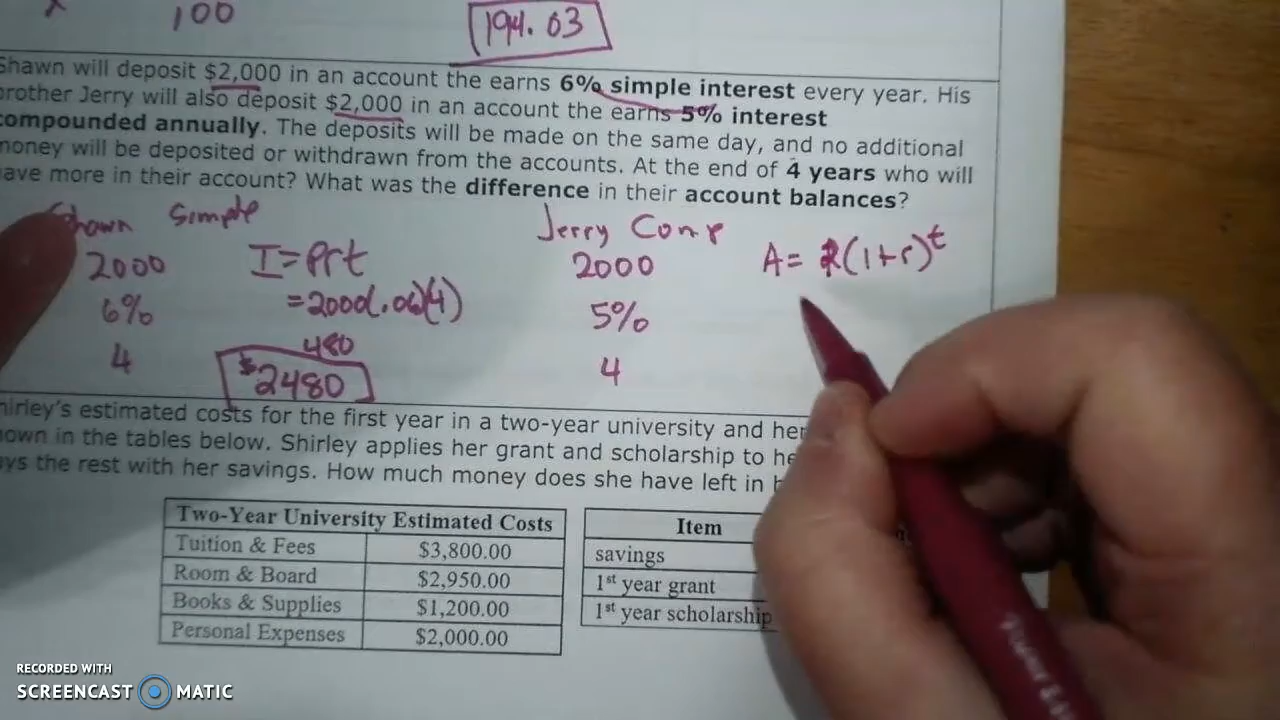 100
194.03
Shawn will deposit $2,000 in an account the earns 6% simple interest every year. His
brother Jerry will also deposit $2,000 in an account the earns 5% interest
compounded annually. The deposits will be made on the same day, and no additional
money will be deposited or withdrawn from the accounts. At the end of 4 years who will
have more in their account? What was the difference in their account balances?
Shawn Simple
2000
6%
4
I=Prt
=2000(.06)(4)
480
$2480
Jerry Comp
2000
5%
4
A= P(1+r)^t
Shirley's estimated costs for the first year in a two-year university and her
shown in the tables below. Shirley applies her grant and scholarship to he
pays the rest with her savings. How much money does she have left in
Two-Year University Estimated Costs
Tuition & Fees $3,800.00
Room & Board $2,950.00
Books & Supplies $1,200.00
Personal Expenses $2,000.00
Item
savings
1st year grant
1st year scholarship
RECORDED WITH
SCREENCAST MATIC